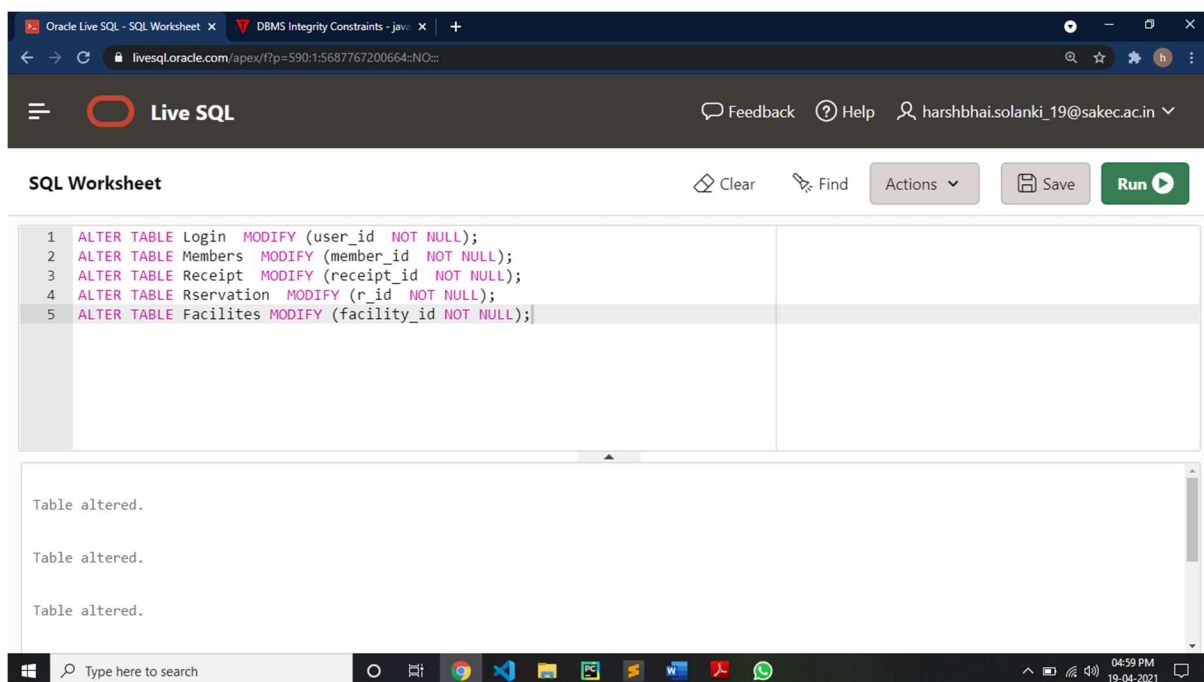 Oracle Live SQL - SQL Worksheet
DBMS Integrity Constraints - java
livesql.oracle.com/apex/f?p=590:1:5687767200664::NO:::
h
Live SQL
Feedback
Help
harshbhai.solanki_19@sakec.ac.in
SQL Worksheet
Clear
Find
Actions
Save
Run
1 ALTER TABLE Login  MODIFY (user_id  NOT NULL);
2 ALTER TABLE Members  MODIFY (member_id  NOT NULL);
3 ALTER TABLE Receipt  MODIFY (receipt_id  NOT NULL);
4 ALTER TABLE Rservation  MODIFY (r_id  NOT NULL);
5 ALTER TABLE Facilites MODIFY (facility_id NOT NULL);
Table altered.
Table altered.
Table altered.
Type here to search
04:59 PM
19-04-2021